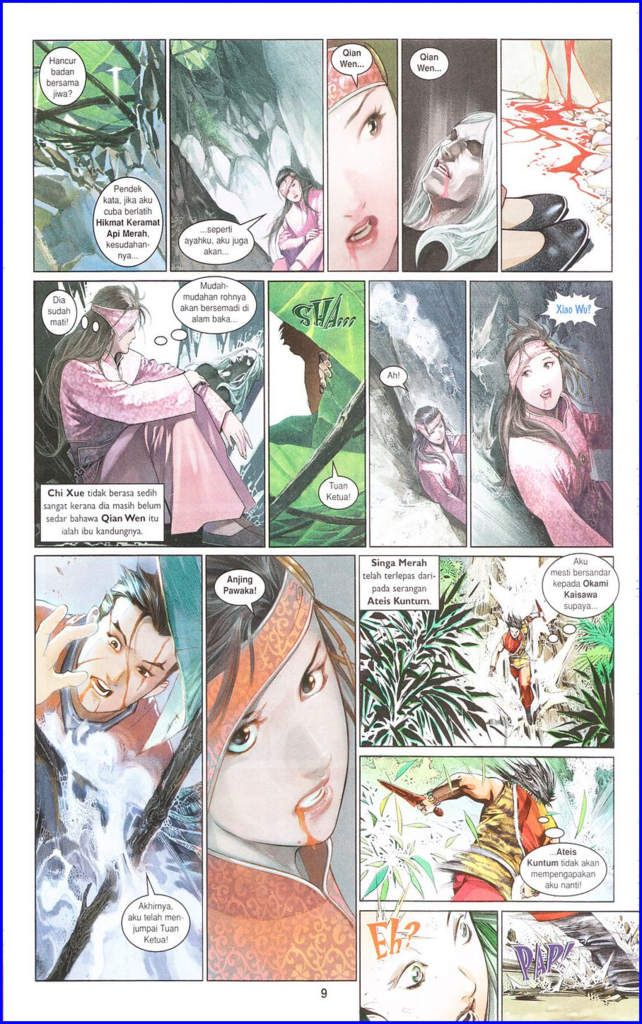 Hancur
badan
bersama
jiwa?
Pendek
kata, jika aku
cuba berlatih
Hikmat Keramat
Api Merah,
kesudahan-
nya...
...seperti
ayahku, aku juga
akan...
Qian
Wen...
Qian
Wen...
Dia
sudah
mati!
Mudah-
mudahan rohnya
akan bersemadi di
alam baka...
Chi Xue tidak berasa sedih
sangat kerana dia masih belum
sedar bahawa Qian Wen itu
ialah ibu kandungnya.
SHA...
Tuan
Ketua!
Ah!
Xiao Wu!
Akhirnya,
aku telah men-
jumpai Tuan
Ketua!
Anjing
Pawaka!
Singa Merah
telah terlepas dari-
pada serangan
Ateis Kuntum.
Aku
mesti bersandar
kepada Okami
Kaisawa
supaya...
...Ateis
Kuntum tidak akan
mempengapakan
aku nanti!
Eh?
PAP!
9